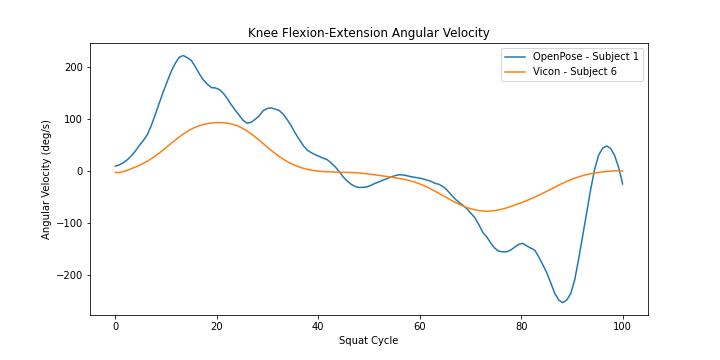 Knee Flexion-Extension Angular Velocity
OpenPose - Subject 1
Vicon - Subject 6
Angular Velocity (deg/s)
200
100
0
−100
−200
0 20 40 60 80 100
Squat Cycle